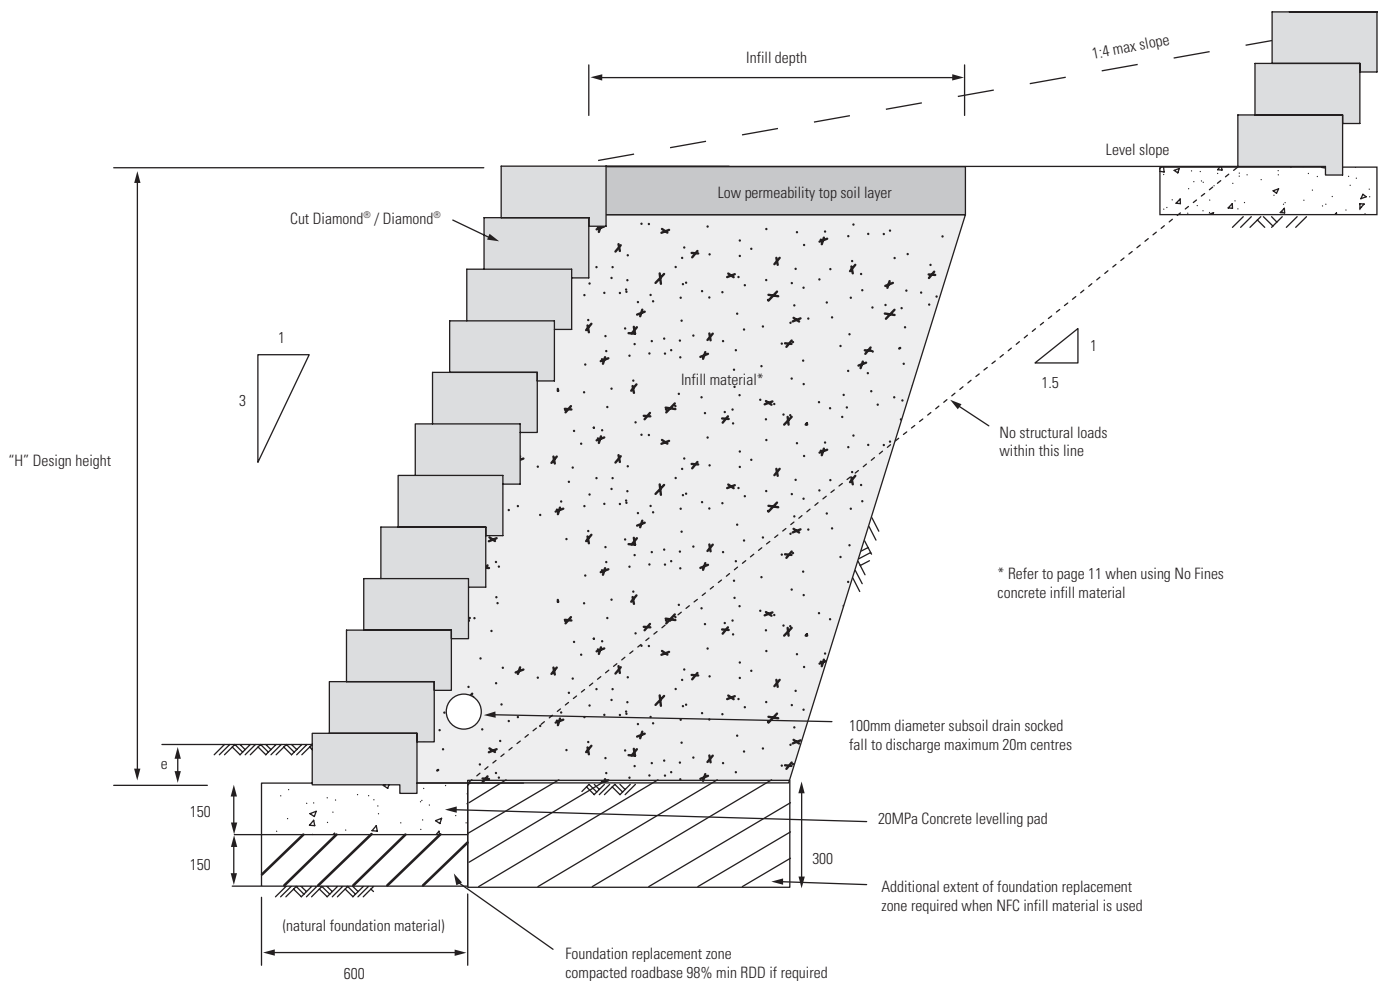 Infill depth
1:4 max slope
Level slope
Low permeability top soil layer
Cut Diamond® / Diamond®
1
3
Infill material*
1
1.5
No structural loads
within this line
"H" Design height
* Refer to page 11 when using No Fines
concrete infill material
100mm diameter subsoil drain socked
fall to discharge maximum 20m centres
e
150
20MPa Concrete levelling pad
150
300
Additional extent of foundation replacement
zone required when NFC infill material is used
(natural foundation material)
Foundation replacement zone
compacted roadbase 98% min RDD if required
600